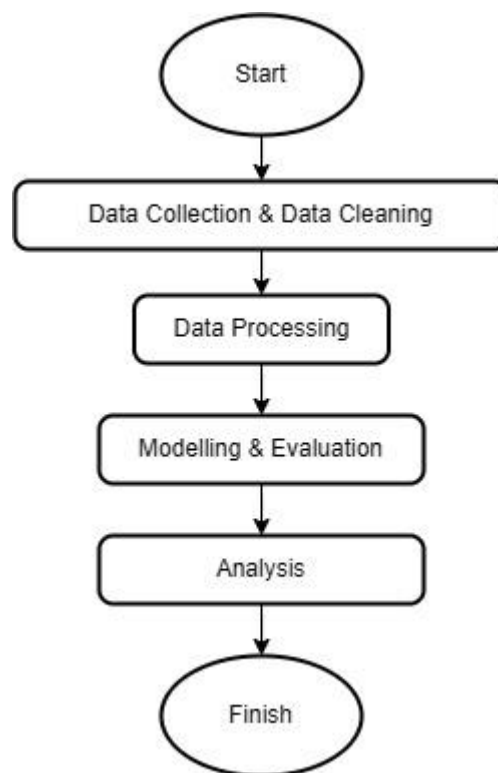 Start
Data Collection & Data Cleaning
Data Processing
Modelling & Evaluation
Analysis
Finish